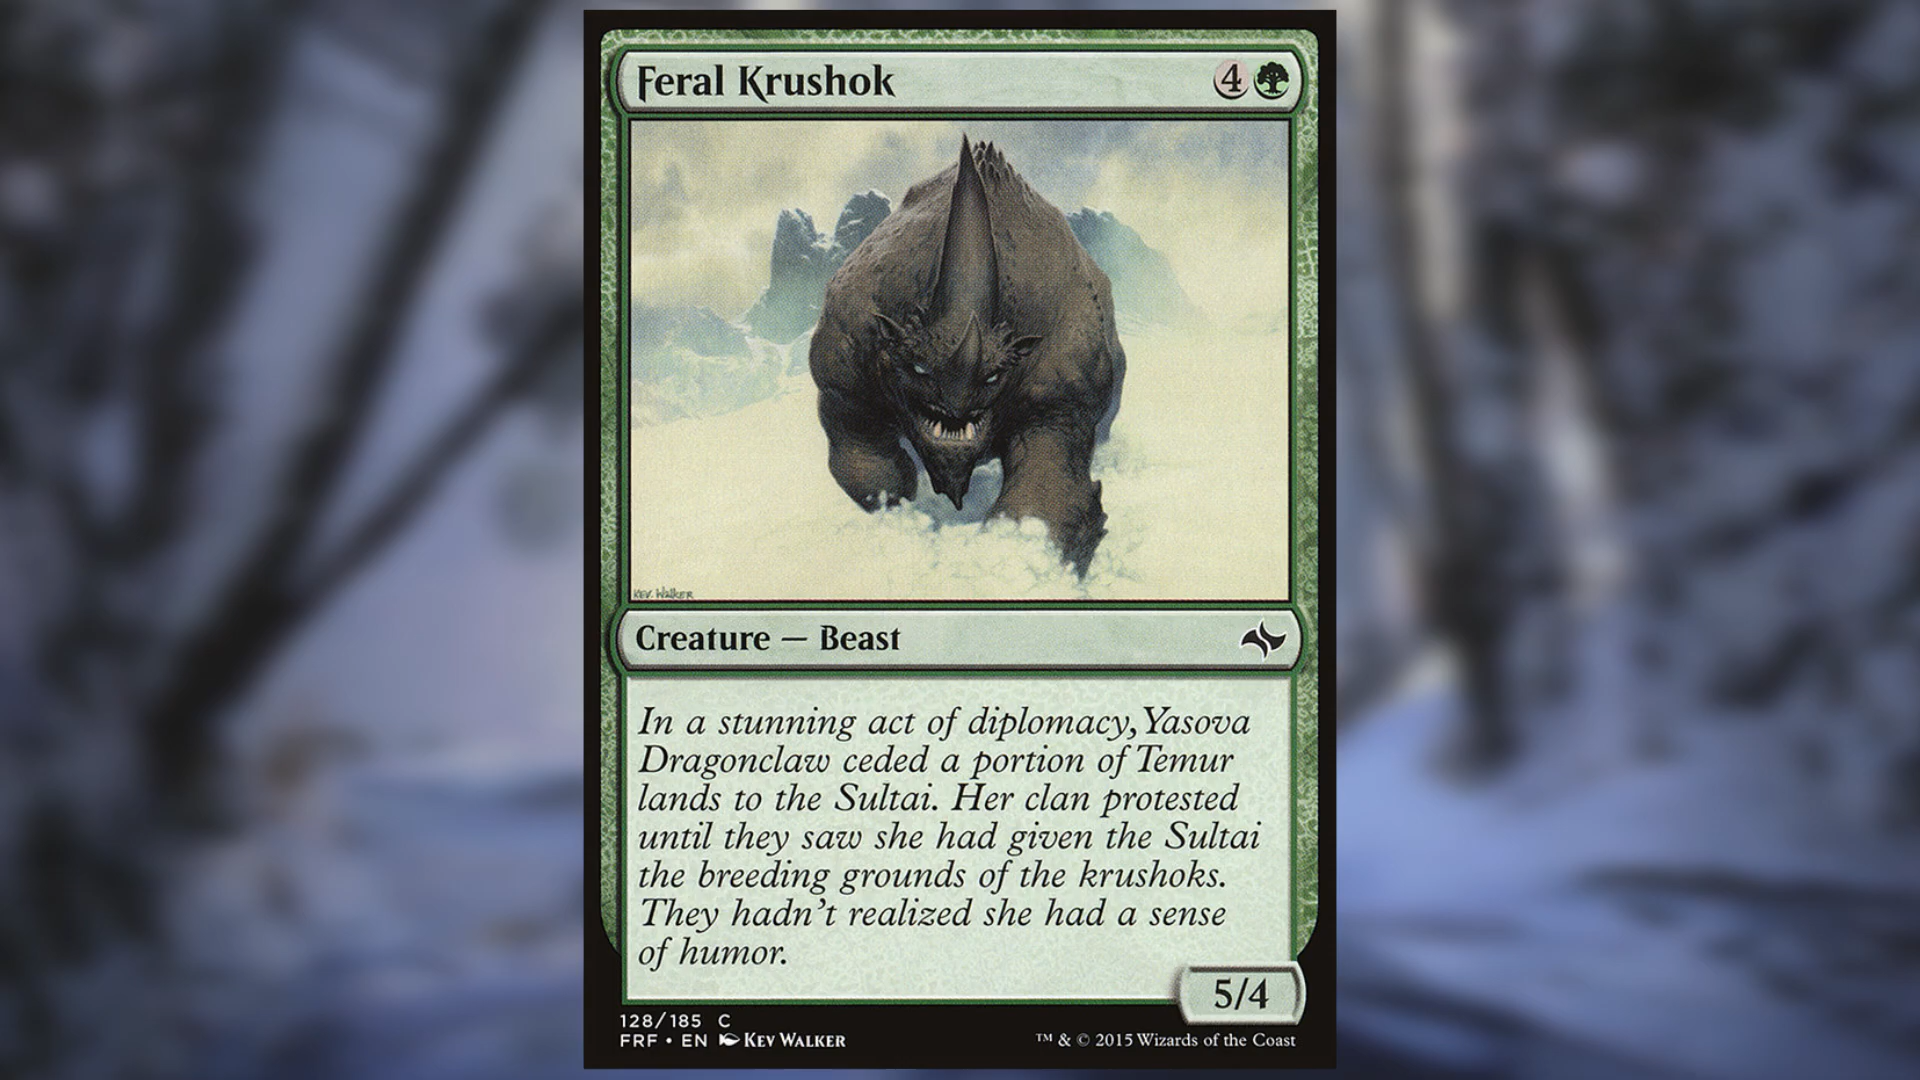 Feral Krushok
4
KEV. WALKER
Creature — Beast
In a stunning act of diplomacy, Yasova
Dragonclaw ceded a portion of Temur
lands to the Sultai. Her clan protested
until they saw she had given the Sultai
the breeding grounds of the krushoks.
They hadn't realized she had a sense
of humor.
5/4
128/185 C
FRF • EN KEV WALKER
™ & © 2015 Wizards of the Coast